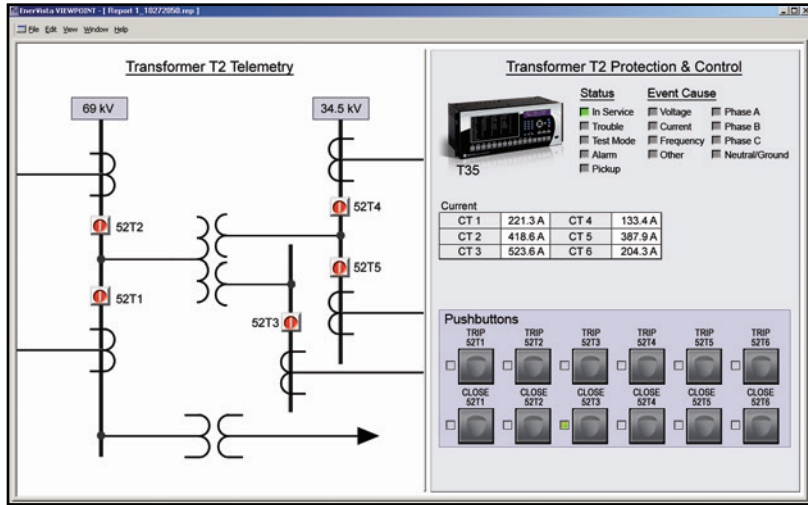 EnerVista VIEWPOINT - [ Report 1_10272050.rep ]
File Edit View Window Help
Transformer T2 Telemetry
69 kV
34.5 kV
52T4
52T2
52T5
52T1
52T3
Transformer T2 Protection & Control
Status Event Cause
In Service Voltage Phase A
Trouble Current Phase B
Test Mode Frequency Phase C
Alarm Other Neutral/Ground
Pickup
T35
Current
CT 1 221.3 A CT 4 133.4 A
CT 2 418.6 A CT 5 387.9 A
CT 3 523.6 A CT 6 204.3 A
Pushbuttons
TRIP TRIP TRIP TRIP TRIP TRIP
52T1 52T2 52T3 52T4 52T5 52T6
CLOSE CLOSE CLOSE CLOSE CLOSE CLOSE
52T1 52T2 52T3 52T4 52T5 52T6